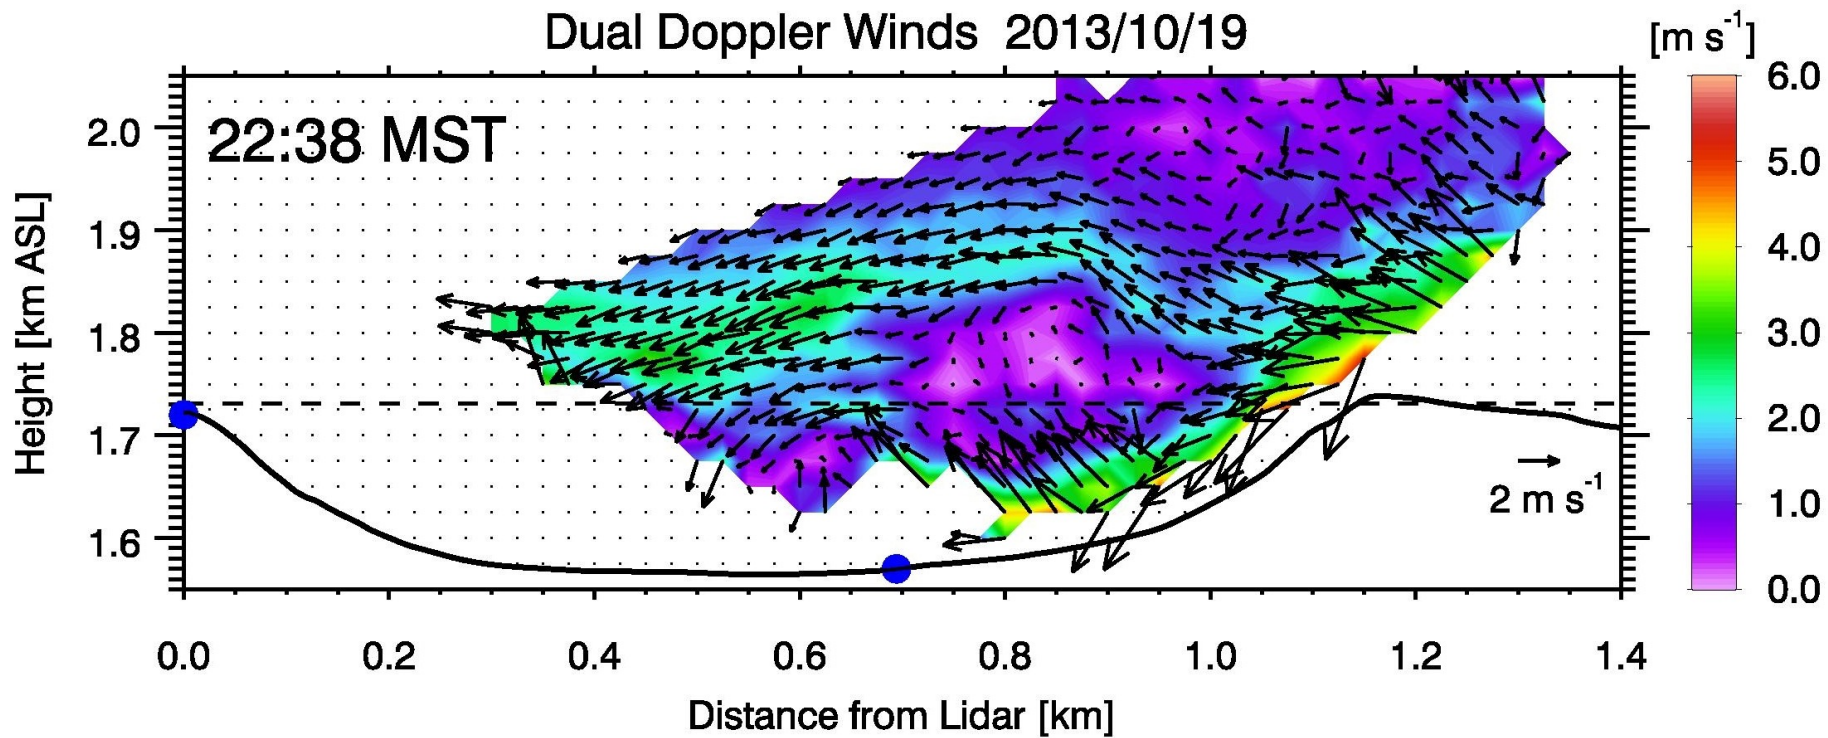 Dual Doppler Winds 2013/10/19
[m s⁻¹]
22:38 MST
2.0
1.9
1.8
1.7
1.6
Height [km ASL]
2 m s⁻¹
6.0
5.0
4.0
3.0
2.0
1.0
0.0
0.0 0.2 0.4 0.6 0.8 1.0 1.2 1.4
Distance from Lidar [km]